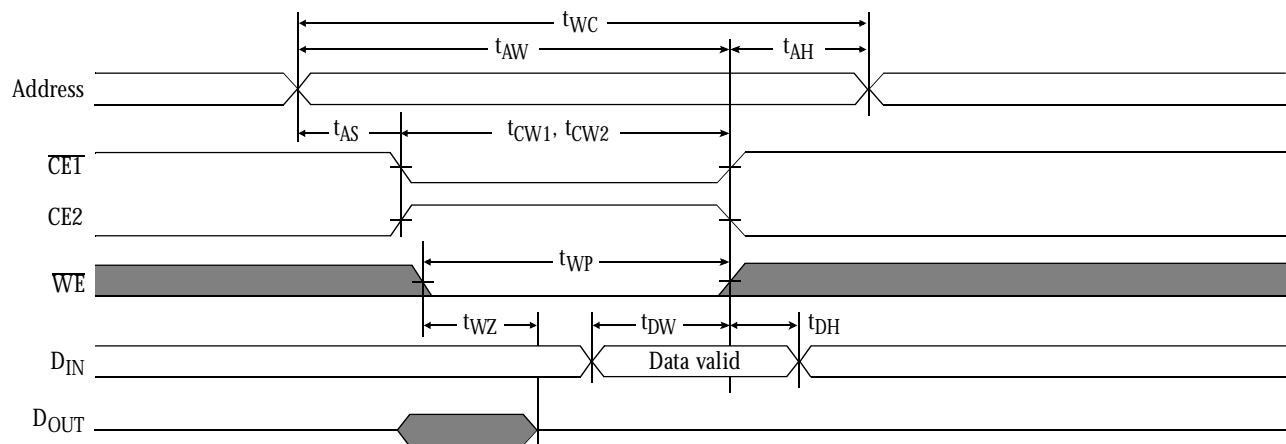 tWC
tAW tAH
Address
tAS tCW1, tCW2
CE1
CE2
tWP
WE
tWZ tDW tDH
DIN Data valid
DOUT